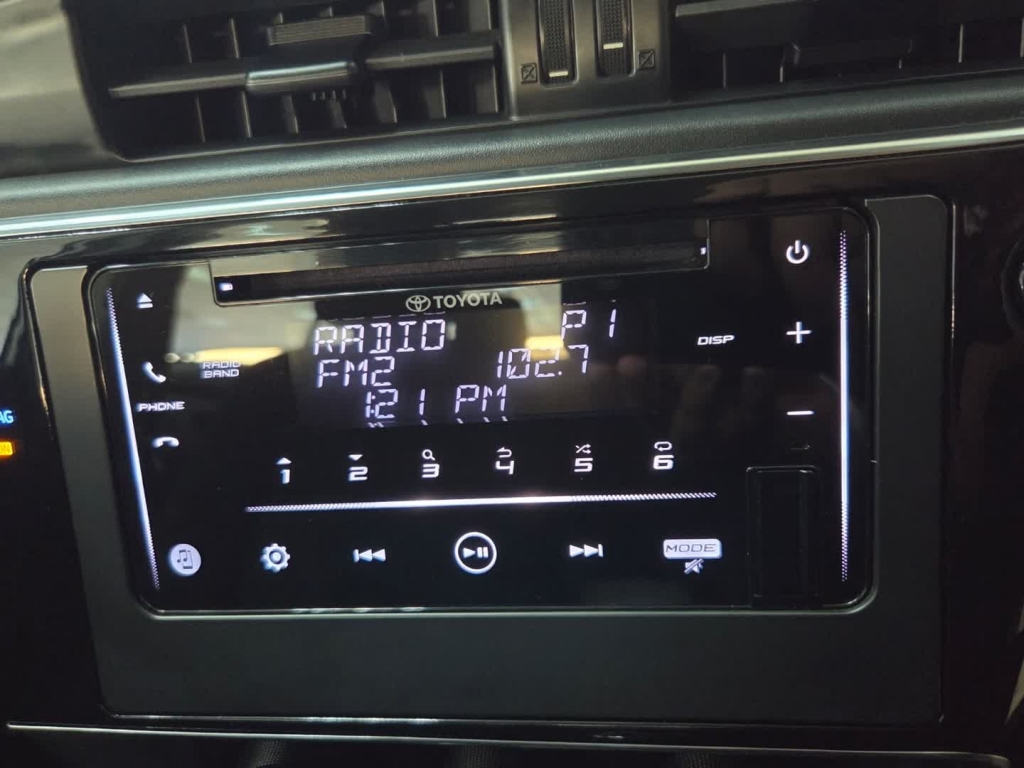 TOYOTA
RADIO P1
FM2 102.7
1:21 PM
RADIO
BAND
PHONE
DISP
1 2 3 4 5 6
MODE